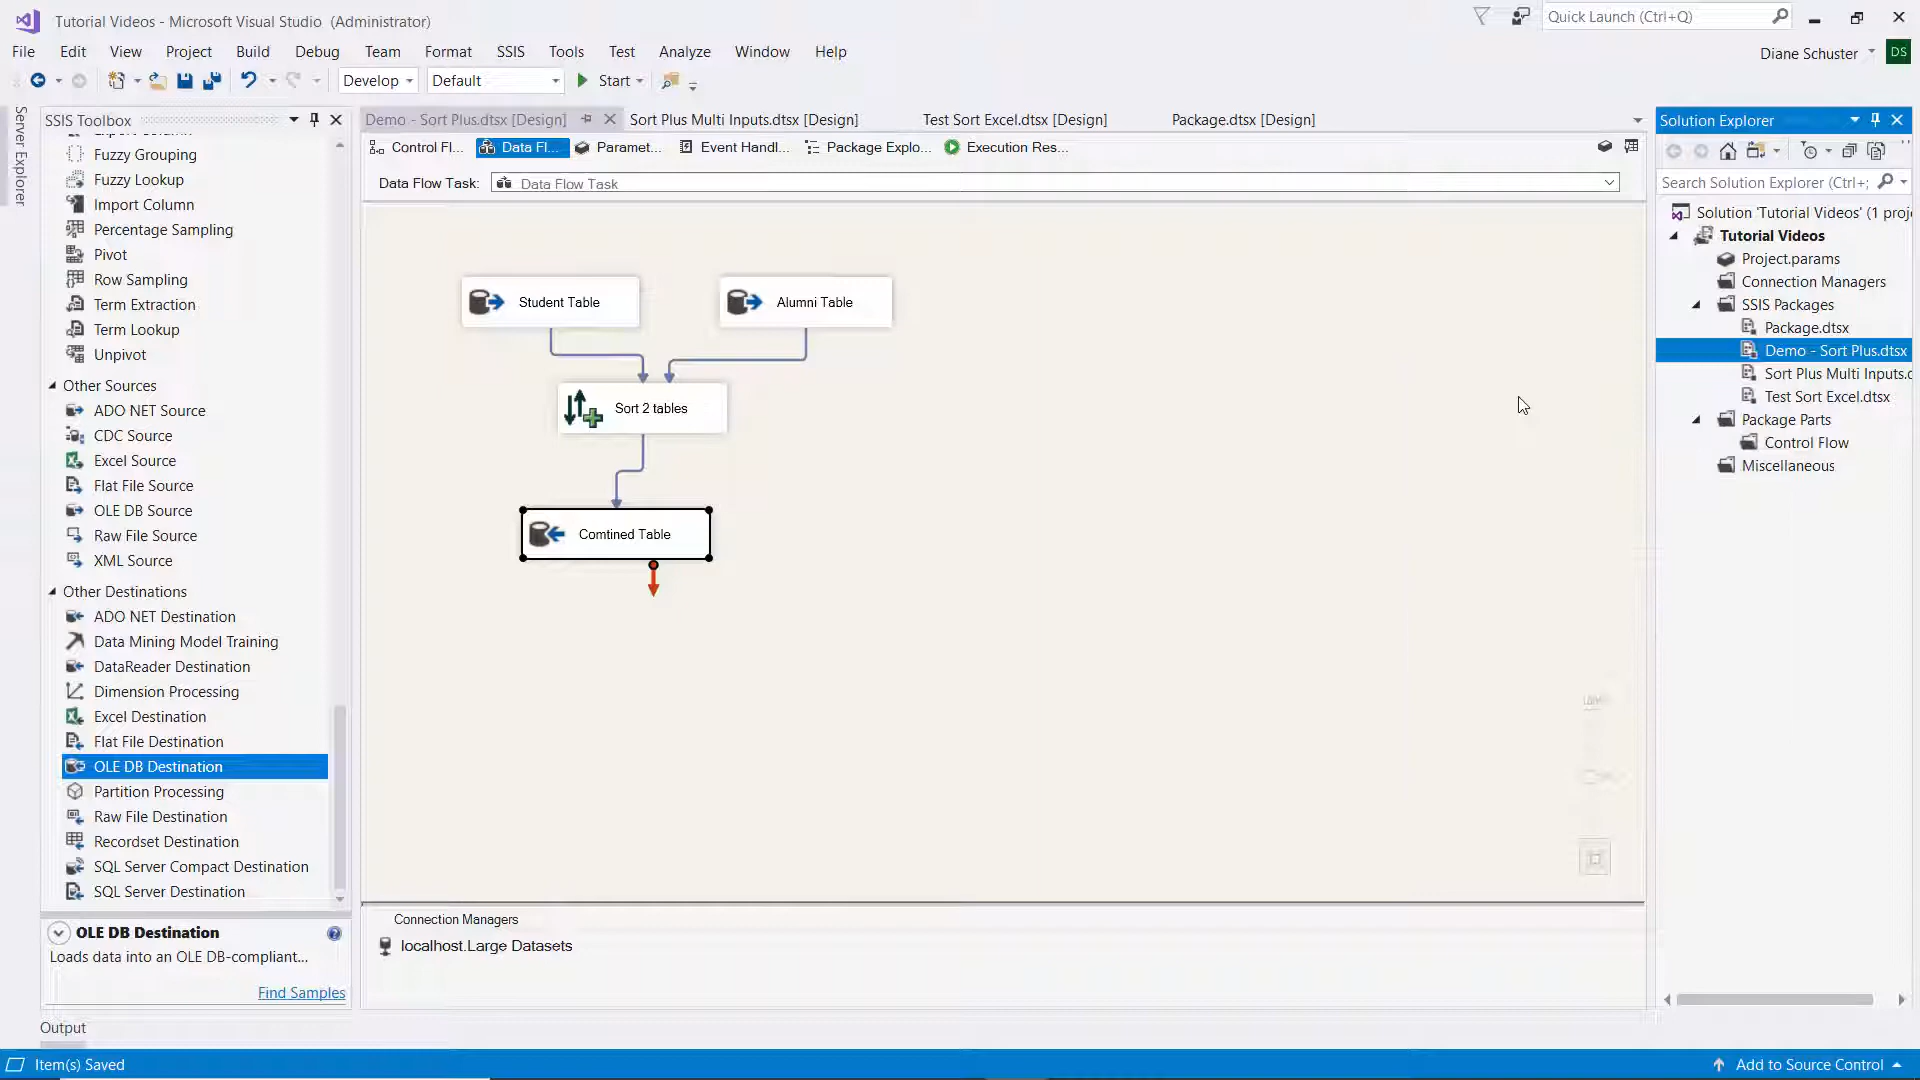 Tutorial Videos - Microsoft Visual Studio (Administrator)
Quick Launch (Ctrl+Q)
File Edit View Project Build Debug Team Format SSIS Tools Test Analyze Window Help
Diane Schuster DS
Develop Default Start
Server Explorer
SSIS Toolbox
Demo - Sort Plus.dtsx [Design] Sort Plus Multi Inputs.dtsx [Design] Test Sort Excel.dtsx [Design] Package.dtsx [Design]
Control Fl... Data Fl... Paramet... Event Handl... Package Explo... Execution Res...
Data Flow Task: Data Flow Task
Fuzzy Grouping
Fuzzy Lookup
Import Column
Percentage Sampling
Pivot
Row Sampling
Term Extraction
Term Lookup
Unpivot
Other Sources
ADO NET Source
CDC Source
Excel Source
Flat File Source
OLE DB Source
Raw File Source
XML Source
Other Destinations
ADO NET Destination
Data Mining Model Training
DataReader Destination
Dimension Processing
Excel Destination
Flat File Destination
OLE DB Destination
Partition Processing
Raw File Destination
Recordset Destination
SQL Server Compact Destination
SQL Server Destination
OLE DB Destination
Loads data into an OLE DB-compliant...
Find Samples
Student Table
Alumni Table
Sort 2 tables
Comtined Table
Connection Managers
localhost.Large Datasets
Solution Explorer
Search Solution Explorer (Ctrl+;
Solution 'Tutorial Videos' (1 proj
Tutorial Videos
Project.params
Connection Managers
SSIS Packages
Package.dtsx
Demo - Sort Plus.dtsx
Sort Plus Multi Inputs.d
Test Sort Excel.dtsx
Package Parts
Control Flow
Miscellaneous
Output
Item(s) Saved
Add to Source Control